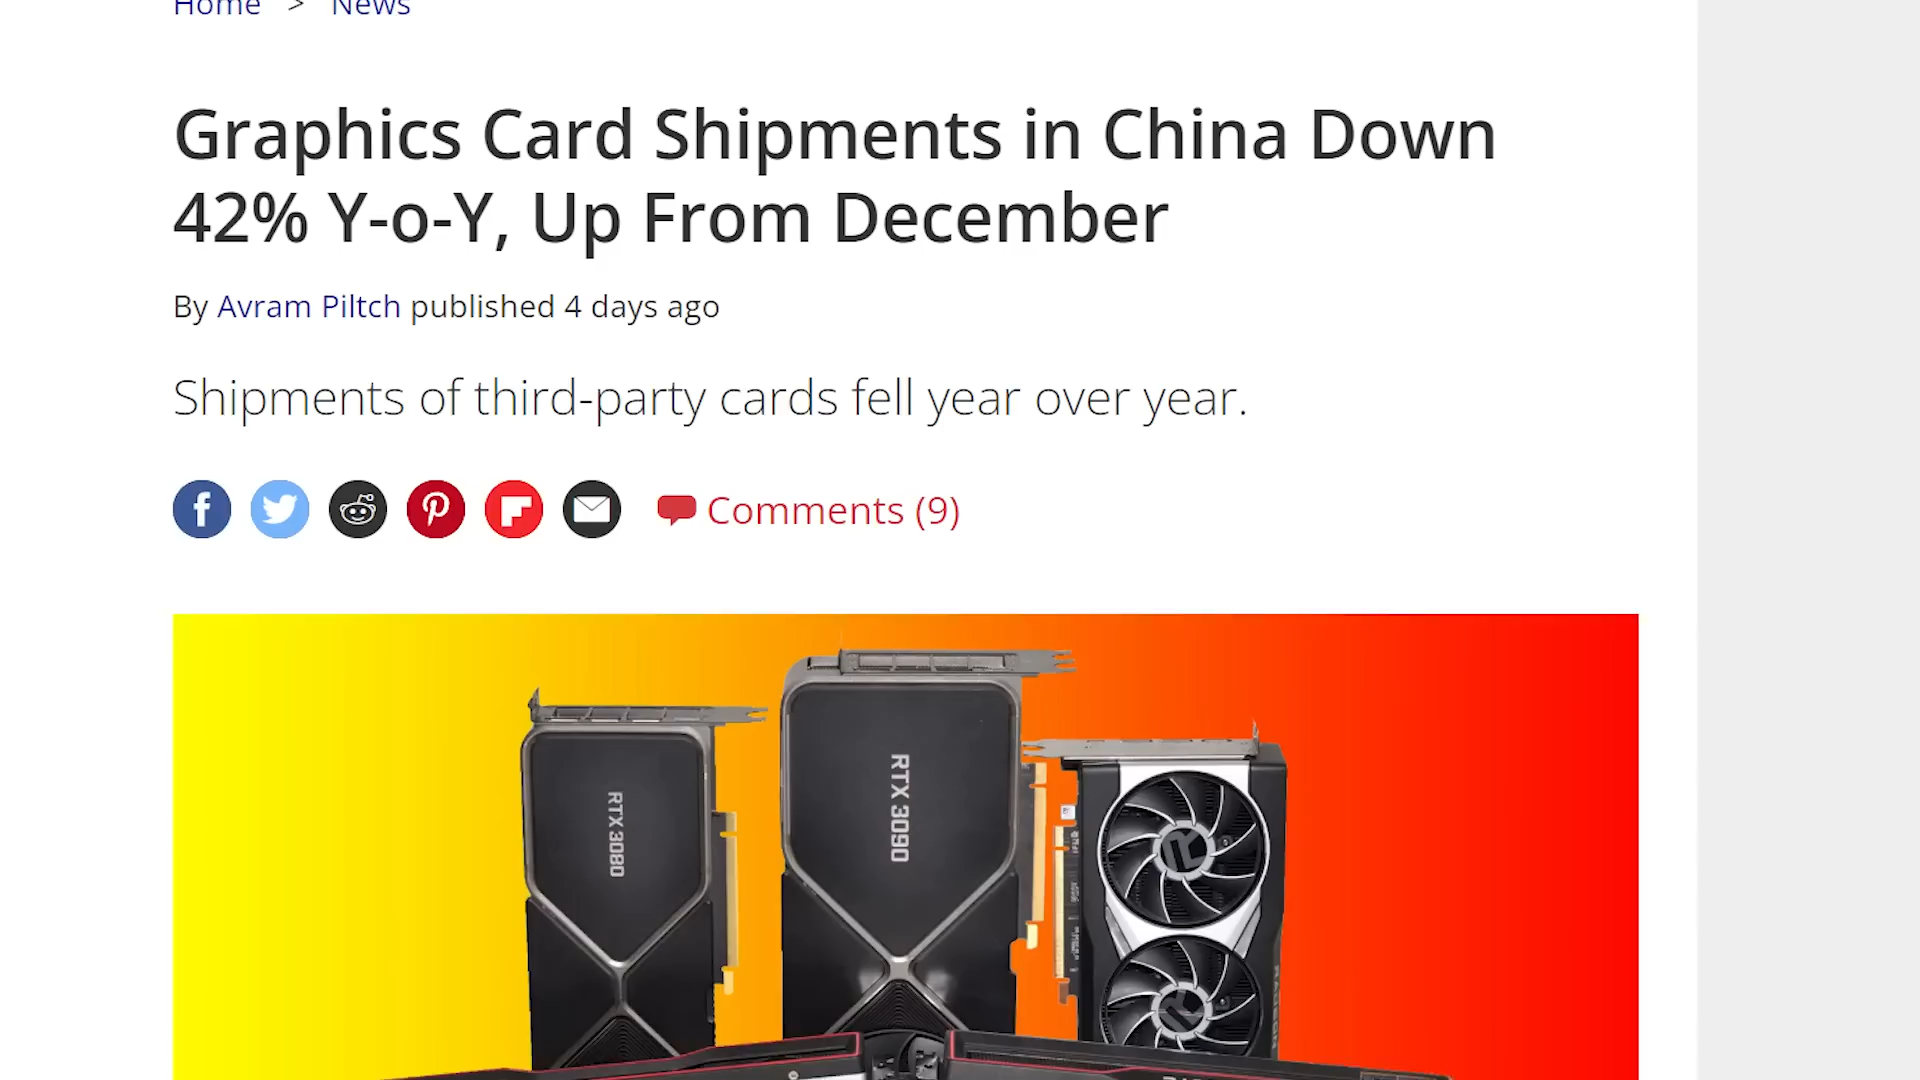 Home > News
Graphics Card Shipments in China Down
42% Y-o-Y, Up From December
By Avram Piltch published 4 days ago
Shipments of third-party cards fell year over year.
Comments (9)
RTX 3080
RTX 3090